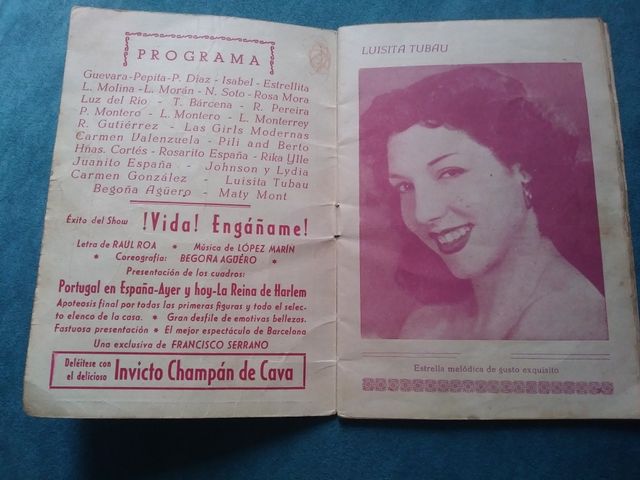 PROGRAMA
Guevara-Pepita-P. Díaz - Isabel - Estrellita
L. Molina - L. Morán - N. Soto - Rosa Mora
Luz del Río - T. Bárcena - R. Pereira
P. Montero - L. Montero - L. Monterrey
R. Gutiérrez - Las Girls Modernas
Carmen Valenzuela - Pili and Berto
Hñas. Cortés - Rosarito España - Rika Ylle
Juanito España - Johnson y Lydia
Carmen González - Luisita Tubau
Begoña Agüero - Maty Mont
Éxito del Show ¡Vida! Engáñame!
Letra de RAUL ROA * Música de LÓPEZ MARÍN
* Coreografía: BEGOÑA AGÜÉRO *
Presentación de los cuadros:
Portugal en España-Ayer y hoy-La Reina de Harlem
Apoteosis final por todas las primeras figuras y todo el selec-
to elenco de la casa. * Gran desfile de emotivas bellezas.
Fastuosa presentación * El mejor espectáculo de Barcelona
Una exclusiva de FRANCISCO SERRANO
Deléitese con
el delicioso Invicto Champán de Cava
LUISITA TUBAU
Estrella melódica de gusto exquisito